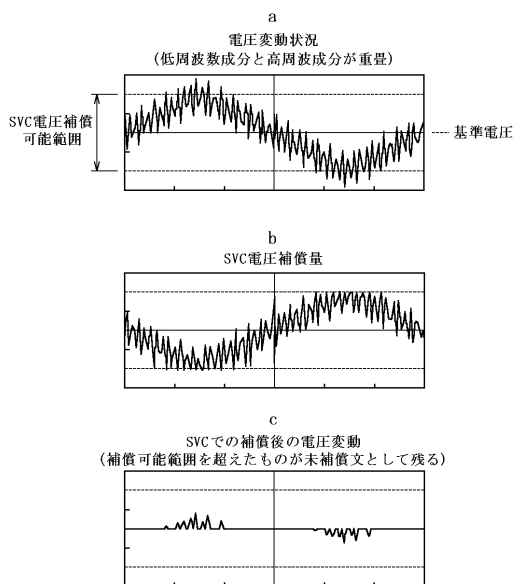 a
電圧変動状況
(低周波数成分と高周波成分が重畳)
SVC電圧補償
可能範囲
基準電圧
b
SVC電圧補償量
c
SVCでの補償後の電圧変動
(補償可能範囲を超えたものが未補償文として残る)